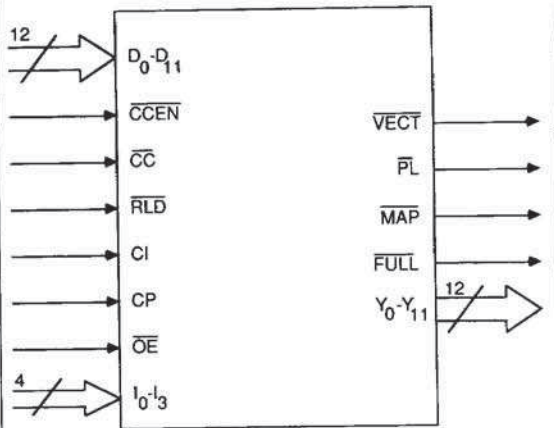 12
D0-D11
CCEN
CC
RLD
CI
CP
OE
4
I0-I3
VECT
PL
MAP
FULL
12
Y0-Y11